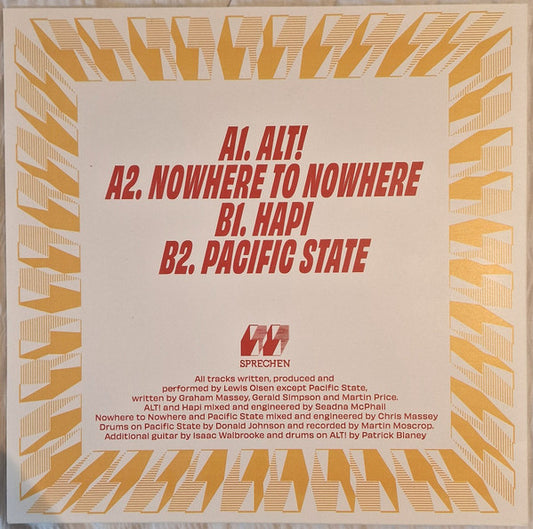 A1. ALT!
A2. NOWHERE TO NOWHERE
B1. HAPI
B2. PACIFIC STATE
SPRECHEN
All tracks written, produced and
performed by Lewis Olsen except Pacific State,
written by Graham Massey, Gerald Simpson and Martin Price.
ALT! and Hapi mixed and engineered by Seadna McPhail
Nowhere to Nowhere and Pacific State mixed and engineered by Chris Massey
Drums on Pacific State by Donald Johnson and recorded by Martin Moscrop.
Additional guitar by Isaac Walbrooke and drums on ALT! by Patrick Blaney